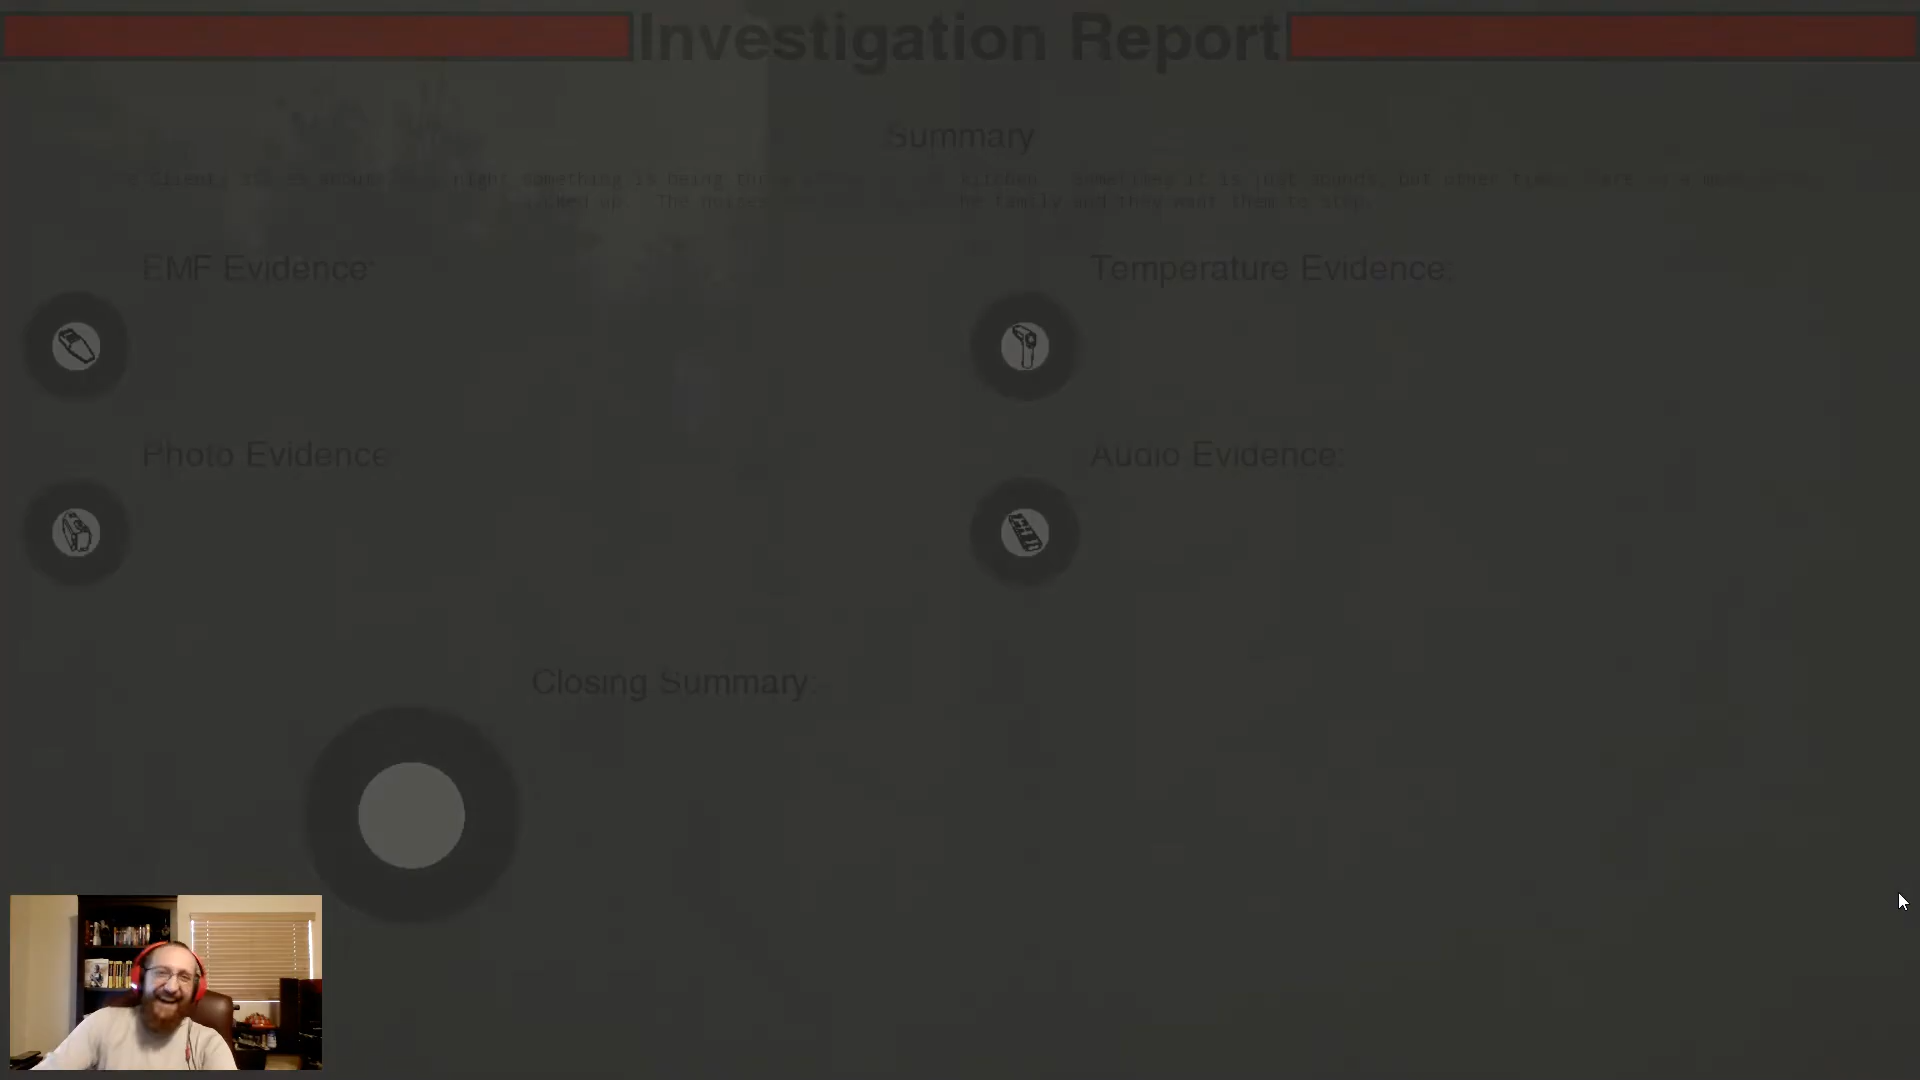 Investigation Report
Summary
Client night something is being kitchen. Sometimes it is just sounds, but other
up. The noises the family and they want them to stop.
EMF Evidence:
Temperature Evidence:
Photo Evidence
Audio Evidence:
Closing Summary: